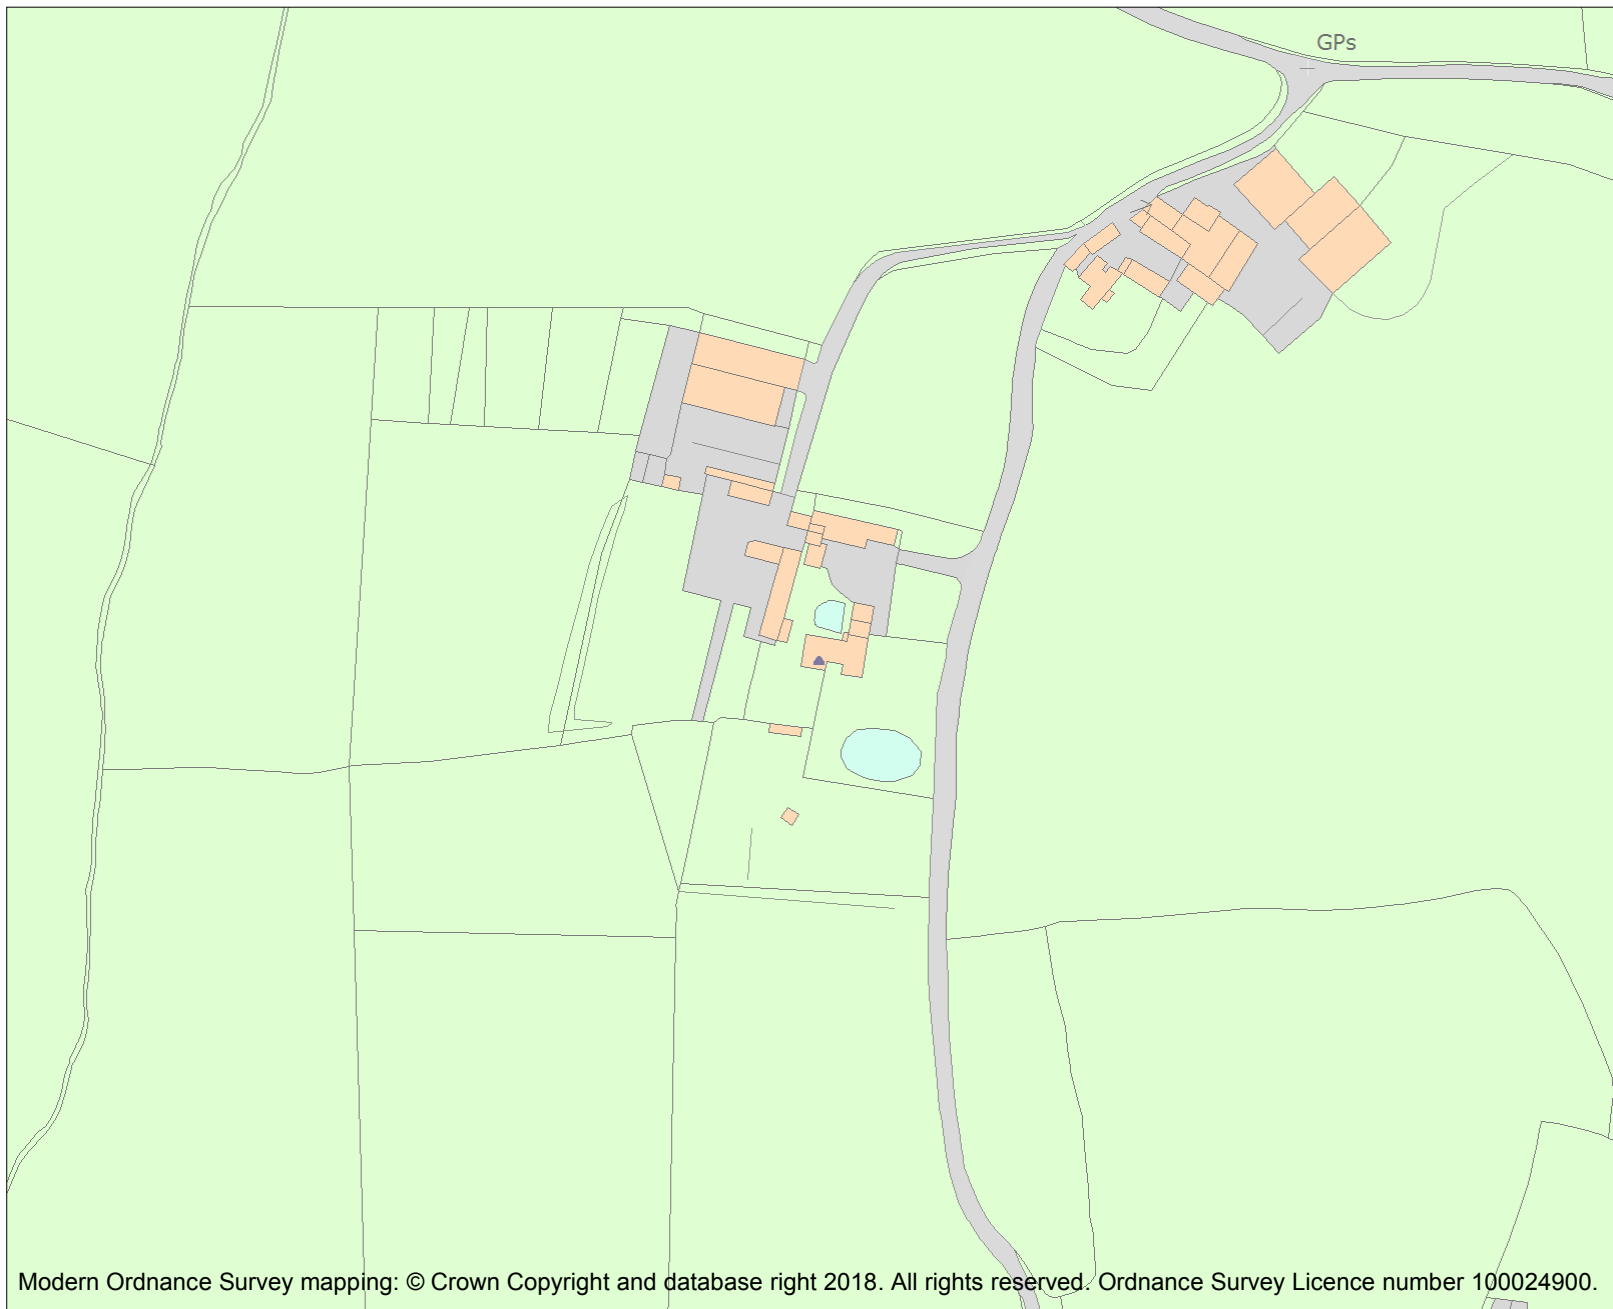 GPs
Modern Ordnance Survey mapping: © Crown Copyright and database right 2018. All rights reserved. Ordnance Survey Licence number 100024900.